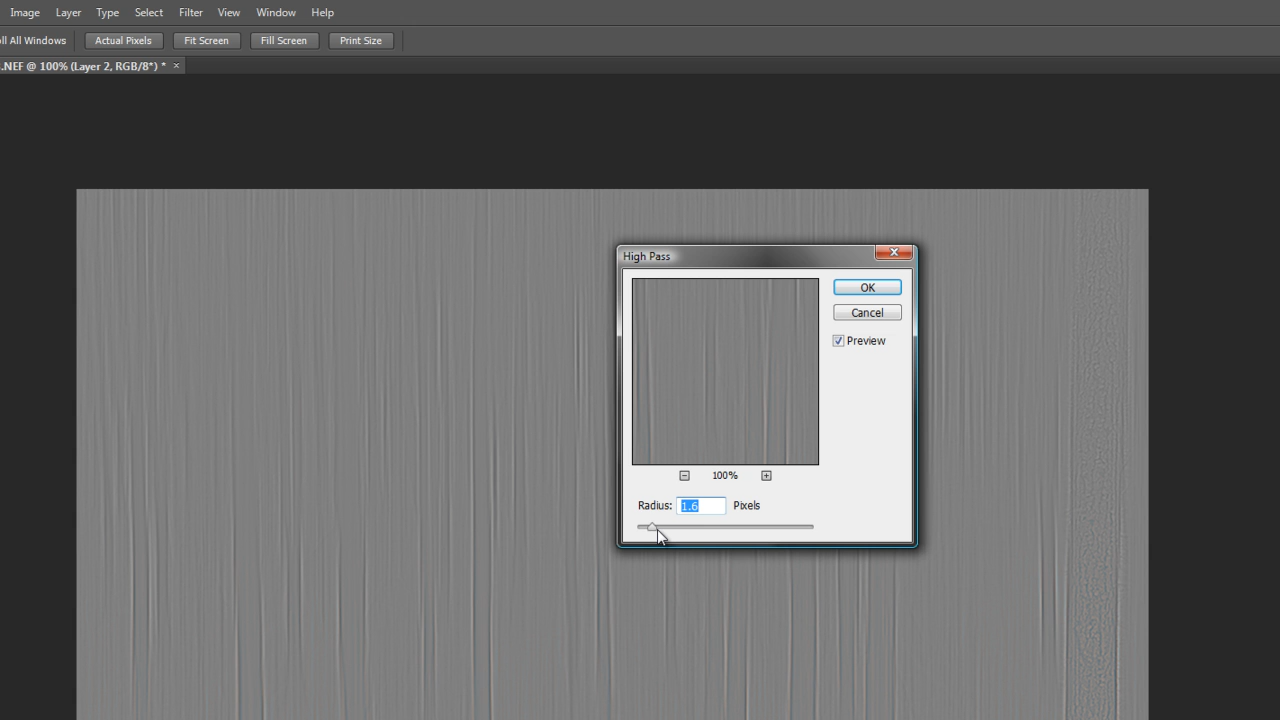 Image Layer Type Select Filter View Window Help
ll All Windows Actual Pixels Fit Screen Fill Screen Print Size
.NEF @ 100% (Layer 2, RGB/8*) * ×
High Pass
OK
Cancel
Preview
100%
Radius: 1.6 Pixels